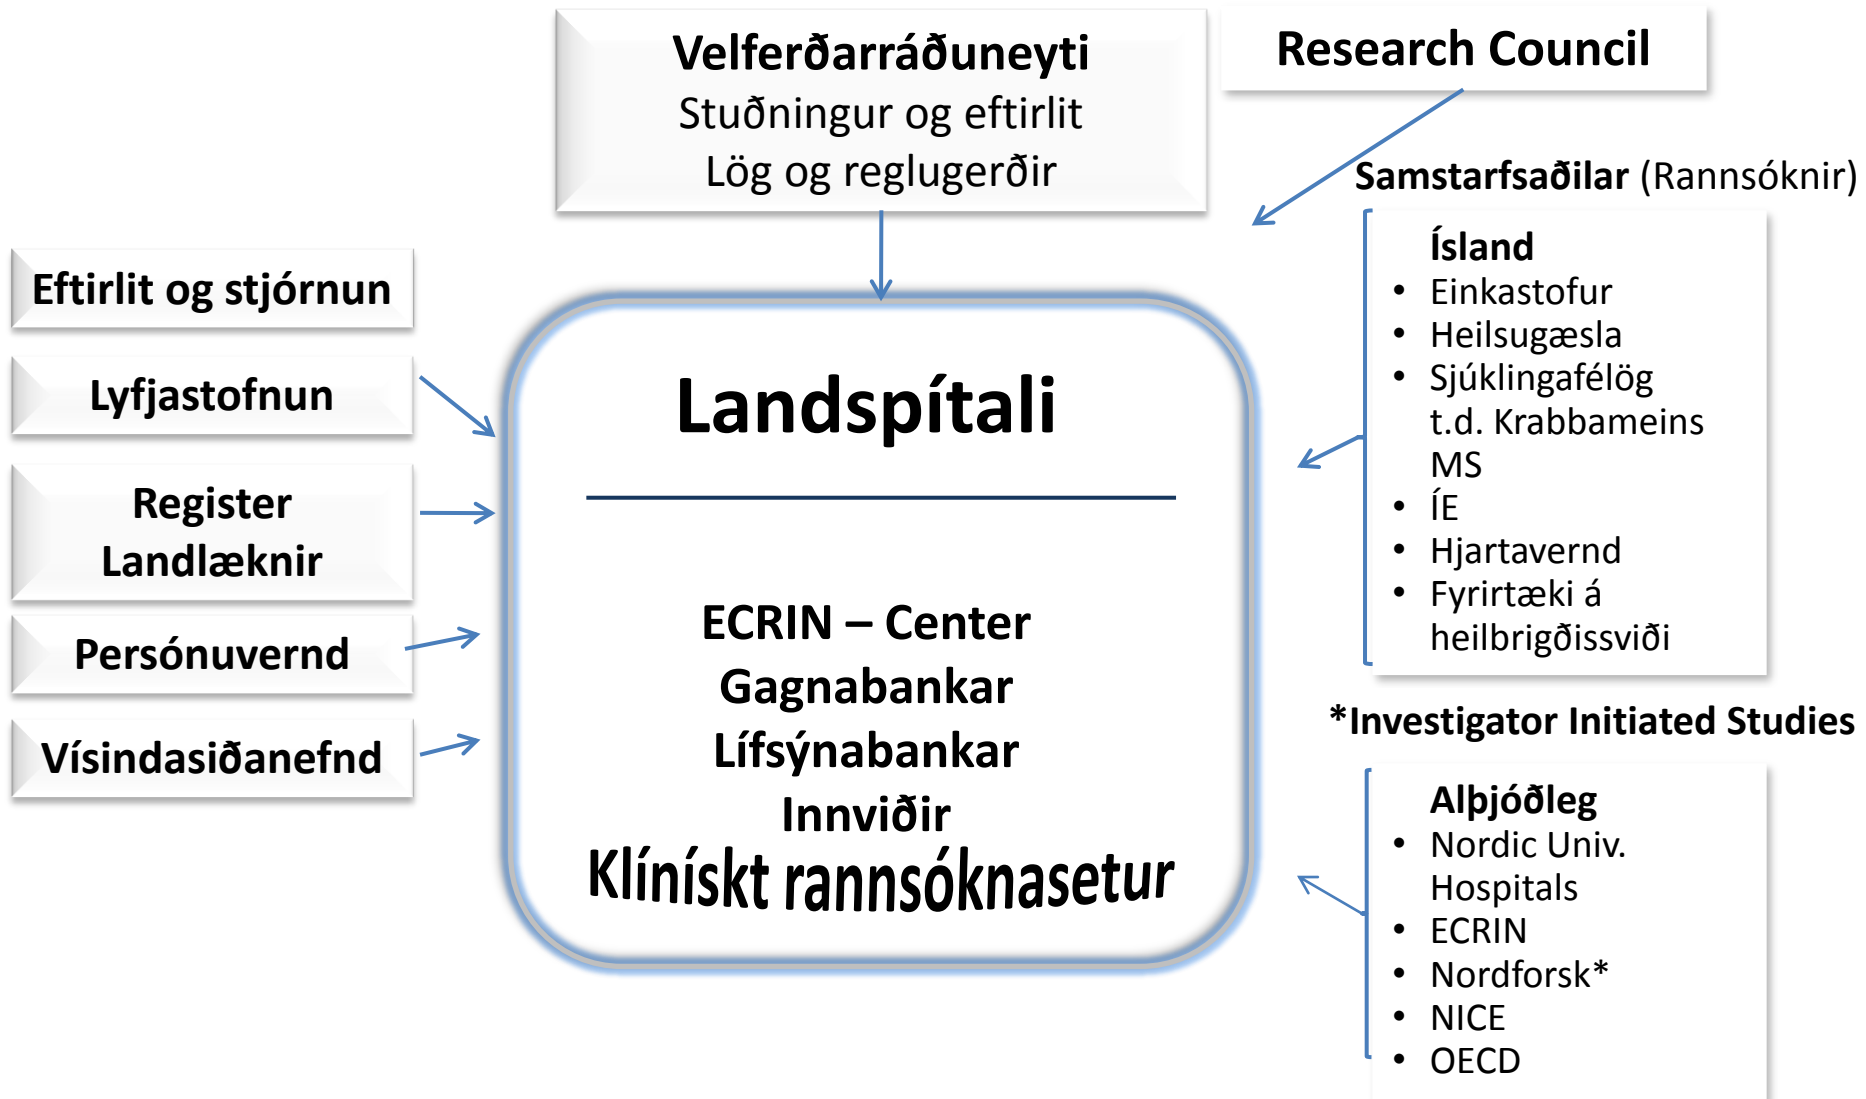 Velferðarráðuneyti
Stuðningur og eftirlit
Lög og reglugerðir
Research Council
Eftirlit og stjórnun
Lyfjastofnun
Register
Landlæknir
Persónuvernd
Vísindasiðanefnd
Landspítali
ECRIN – Center
Gagnabankar
Lífsýnabankar
Innviðir
Klínískt rannsóknasetur
Samstarfsaðilar (Rannsóknir)
Ísland
• Einkastofur
• Heilsugæsla
• Sjúklingafélög
t.d. Krabbameins
MS
• ÍE
• Hjartavernd
• Fyrirtæki á
heilbrigðissviði
*Investigator Initiated Studies
Alþjóðleg
• Nordic Univ.
Hospitals
• ECRIN
• Nordforsk*
• NICE
• OECD